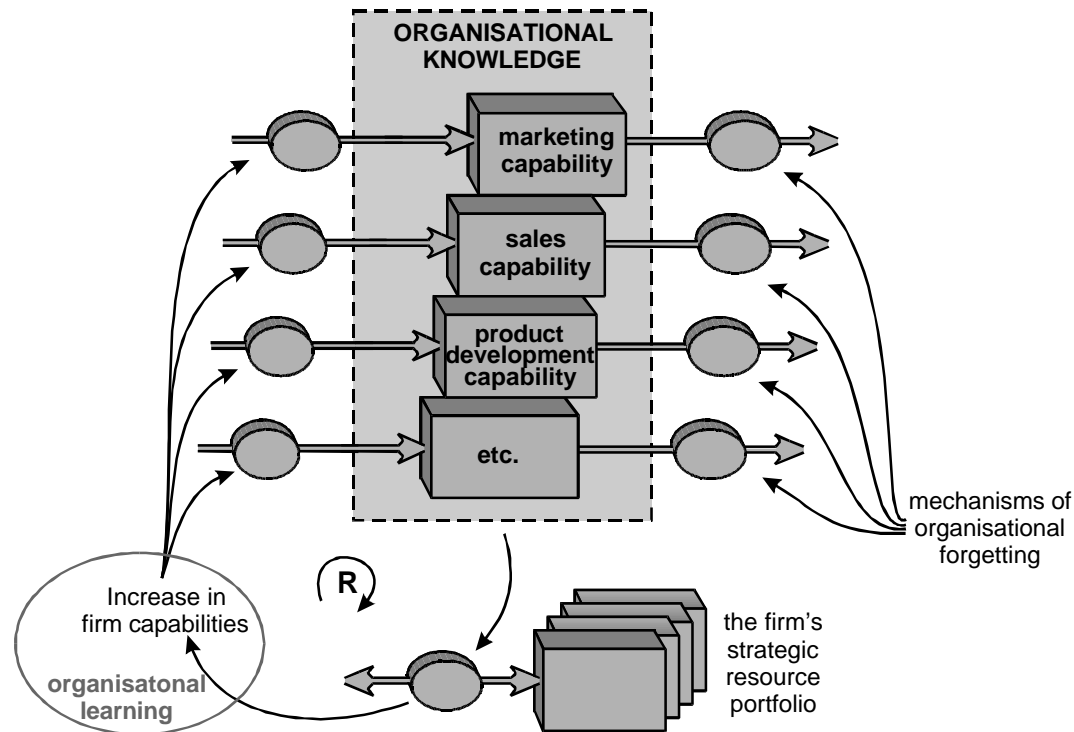 ORGANISATIONAL
KNOWLEDGE
marketing
capability
sales
capability
product
development
capability
etc.
mechanisms of
organisational
forgetting
R
Increase in
firm capabilities
organisatonal
learning
the firm's
strategic
resource
portfolio